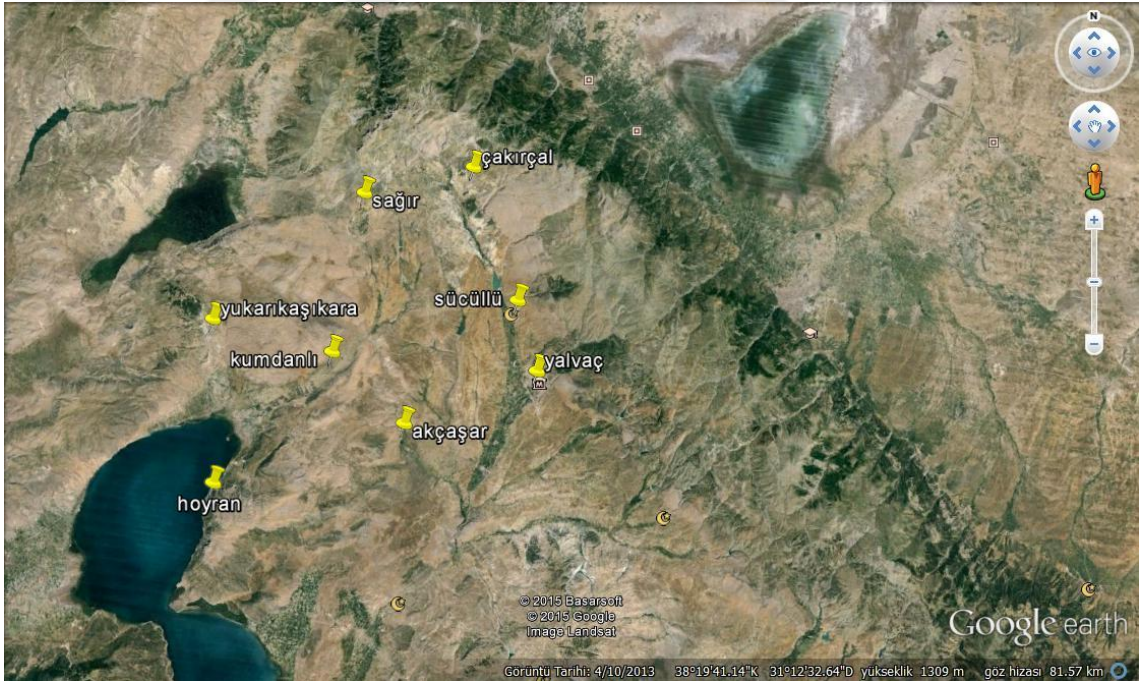 N
çakırçal
sağır
sücüllü
yukarıkaşıkara
kumdanlı
yalvaç
akçaşar
hoyran
© 2015 Basarsoft
© 2015 Google
Image Landsat
Google earth
Görüntü Tarihi: 4/10/2013 38°19'41.14"K 31°12'32.64"D yükseklik 1309 m göz hizası 81.57 km